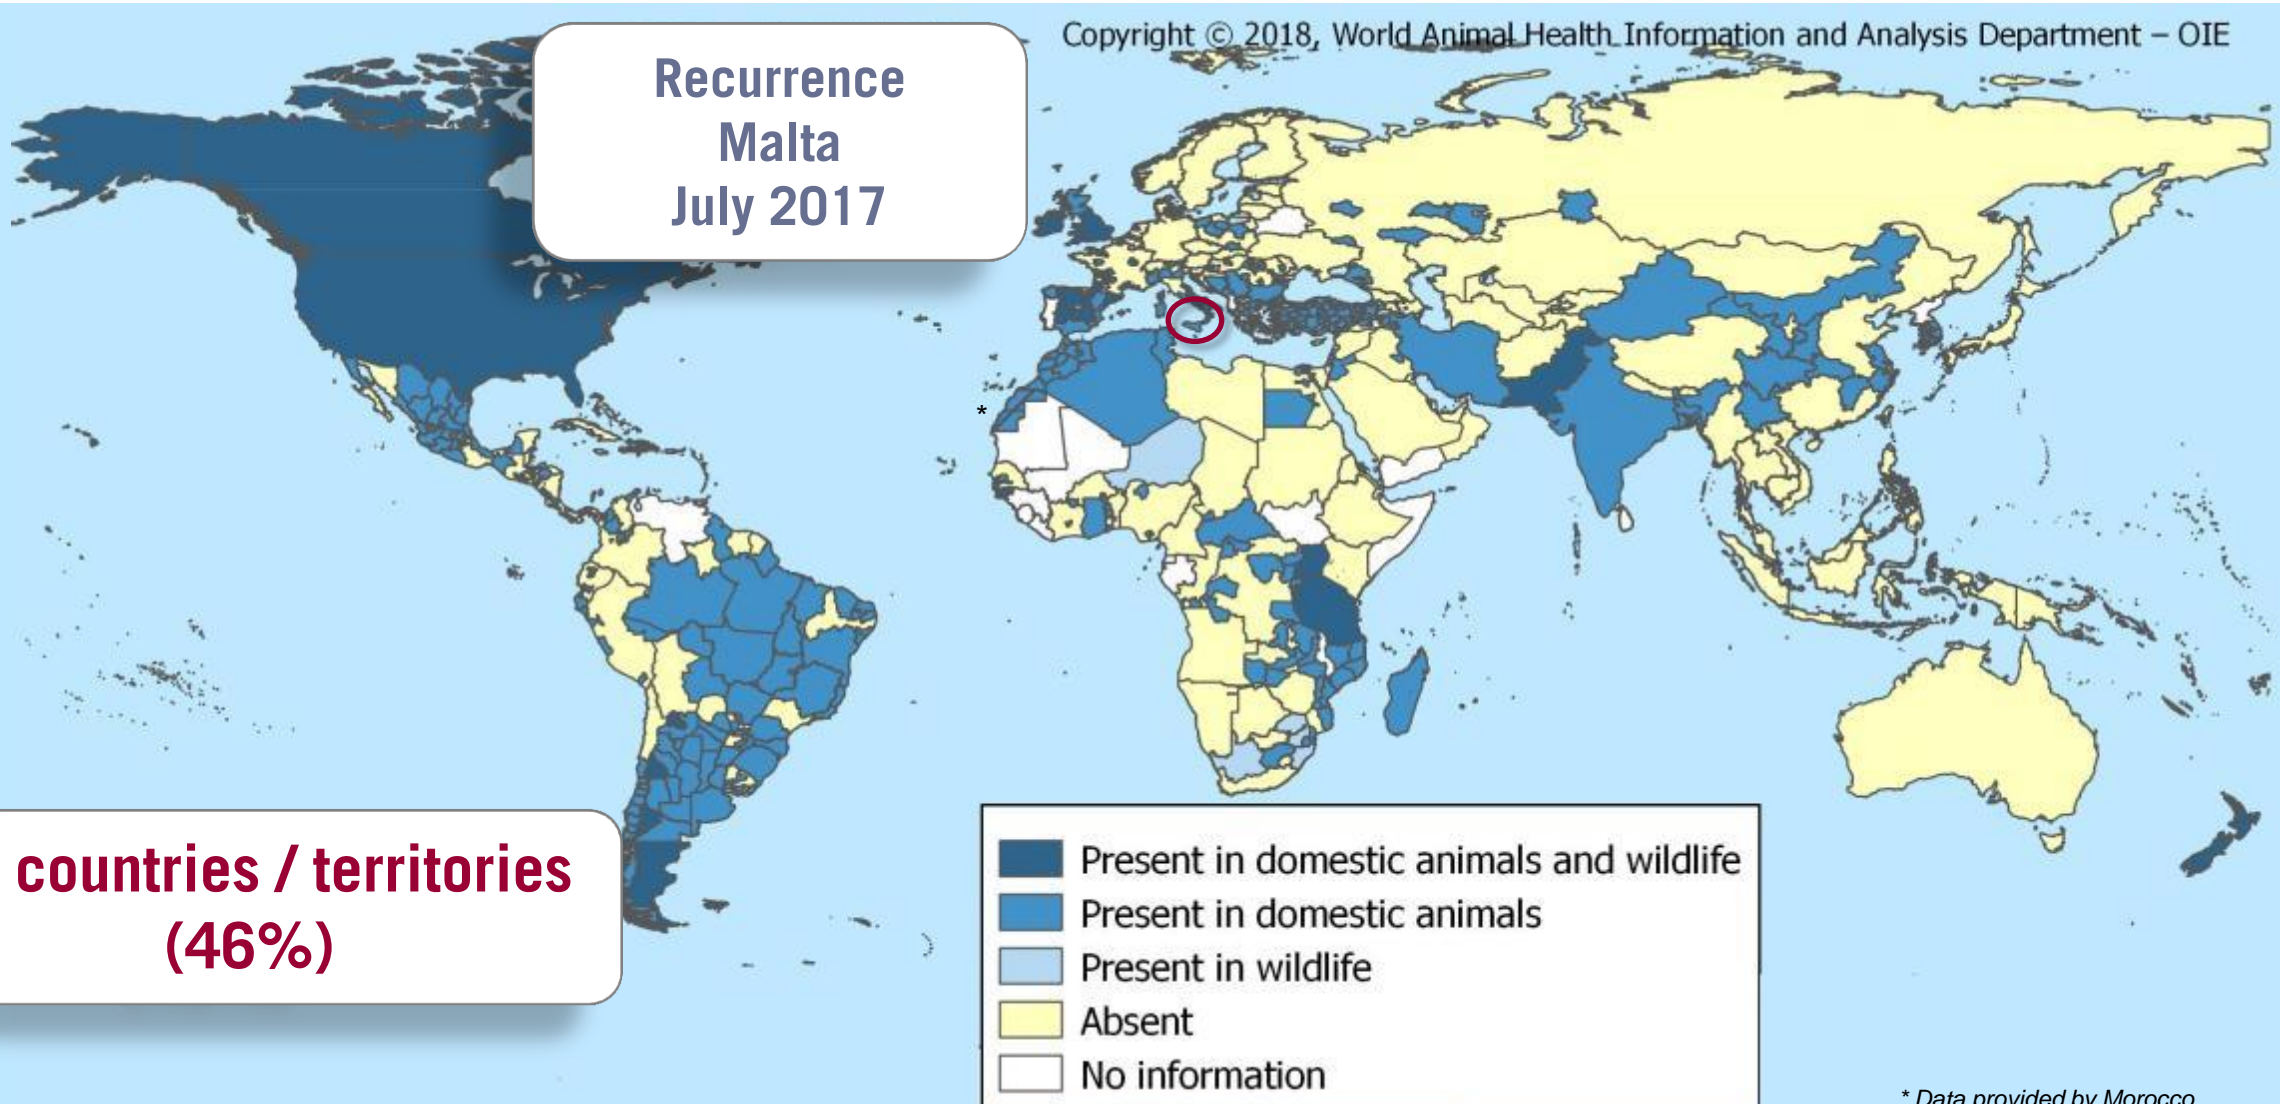 Copyright © 2018, World Animal Health Information and Analysis Department – OIE
Recurrence
Malta
July 2017
*
countries / territories
(46%)
Present in domestic animals and wildlife
Present in domestic animals
Present in wildlife
Absent
No information
* Data provided by Morocco